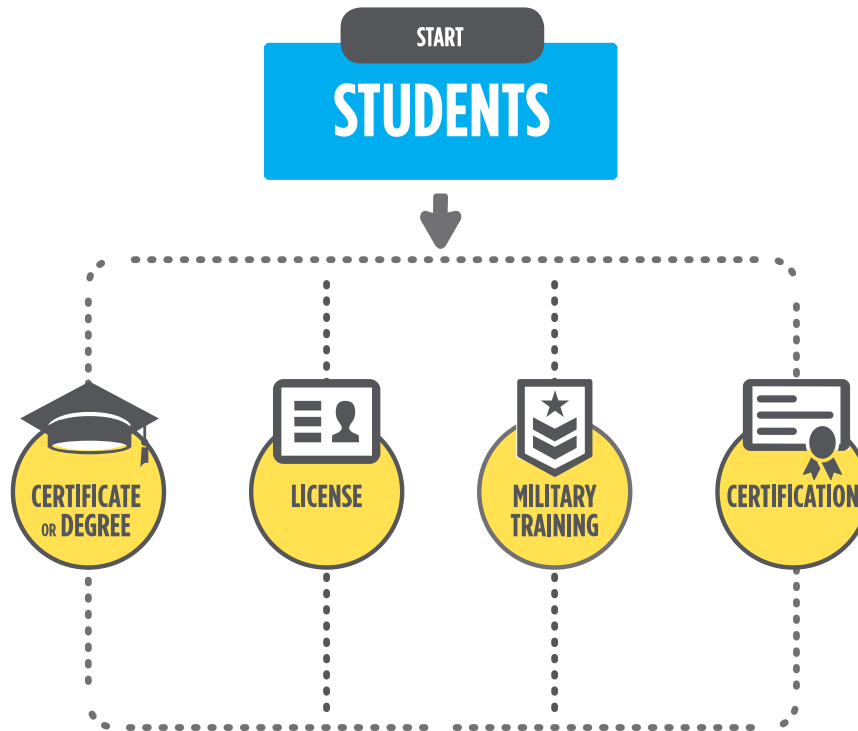 START
STUDENTS
CERTIFICATE
OR DEGREE
LICENSE
MILITARY
TRAINING
CERTIFICATION